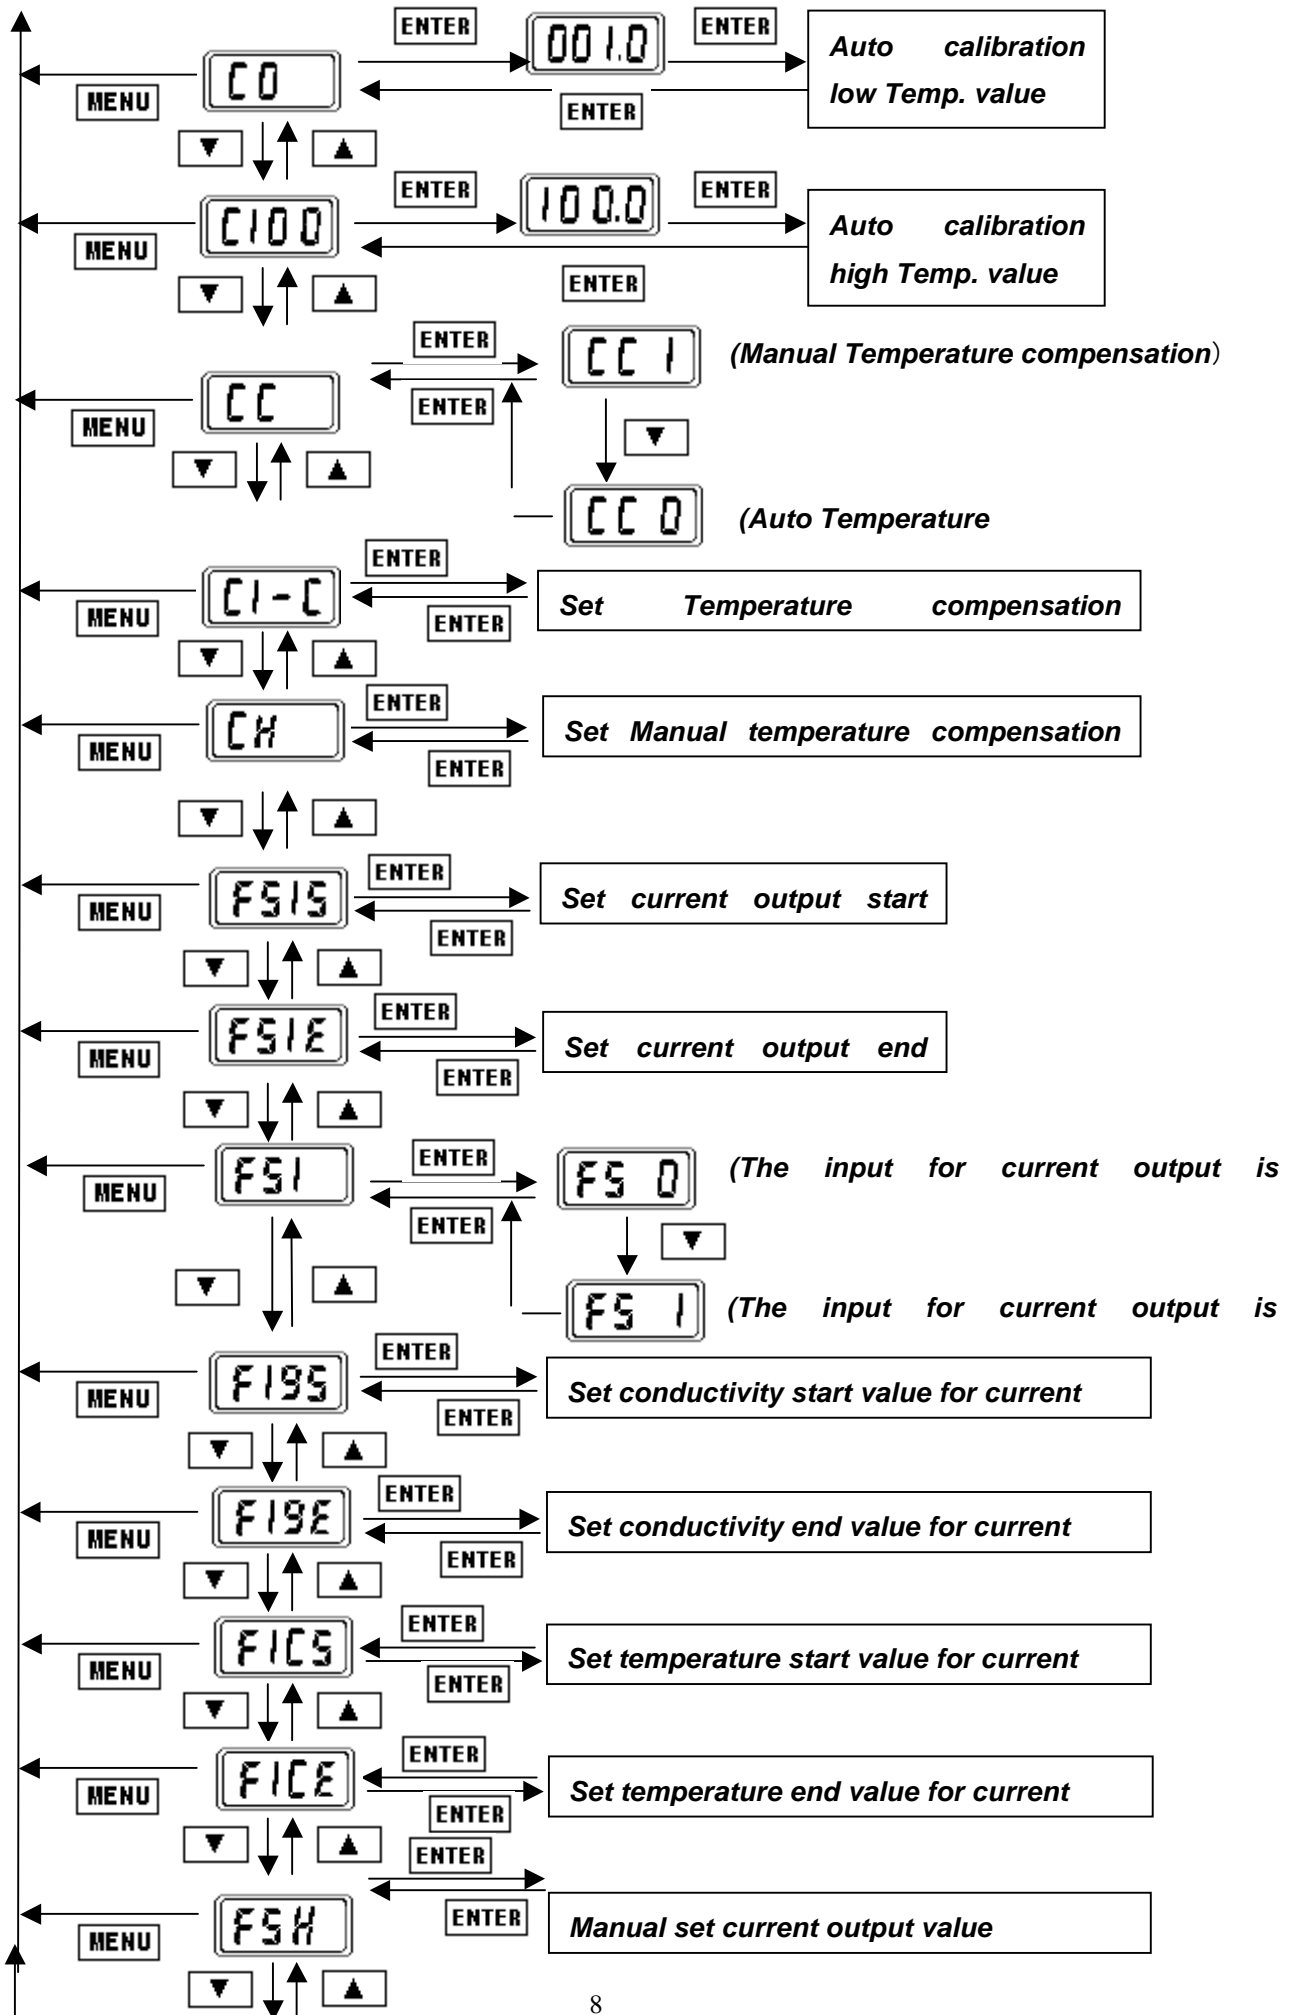 ENTER 001.0 ENTER
Auto calibration
low Temp. value
C0
MENU
ENTER
▼ ▲
ENTER 100.0 ENTER
Auto calibration
high Temp. value
C100
MENU
ENTER
▼ ▲
ENTER CC 1 (Manual Temperature compensation)
CC
MENU
ENTER
▼
▼ ▲
CC 0 (Auto Temperature
ENTER
C1-C
Set Temperature compensation
MENU
ENTER
▼ ▲
ENTER
CH
Set Manual temperature compensation
MENU
ENTER
▼ ▲
ENTER
FS1S
Set current output start
MENU
ENTER
▼ ▲
ENTER
FS1E
Set current output end
MENU
ENTER
▼ ▲
ENTER
FS1
FS 0 (The input for current output is
MENU
ENTER
▼
▼ ▲
FS 1 (The input for current output is
ENTER
F19S
Set conductivity start value for current
MENU
ENTER
▼ ▲
ENTER
F19E
Set conductivity end value for current
MENU
ENTER
▼ ▲
ENTER
F1CS
Set temperature start value for current
MENU
ENTER
▼ ▲
ENTER
F1CE
Set temperature end value for current
MENU
ENTER
▼ ▲
ENTER
FSH
ENTER
Manual set current output value
MENU
▼ ▲
8